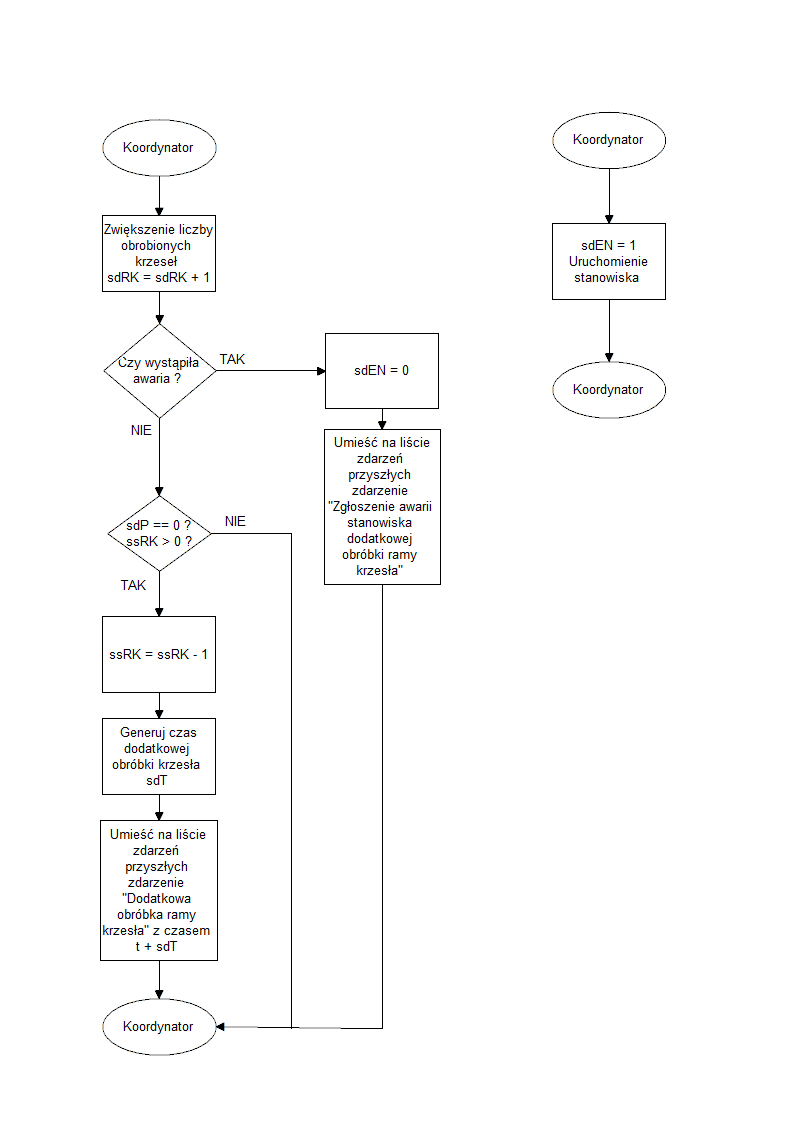 Koordynator
Zwiększenie liczby
obrobionych
krzeseł
sdRK = sdRK + 1
Czy wystąpiła
awaria ?
TAK
NIE
sdEN = 0
Umieść na liście
zdarzeń
przyszłych
zdarzenie
"Zgłoszenie awarii
stanowiska
dodatkowej
obróbki ramy
krzesła"
sdP == 0 ?
ssRK > 0 ?
NIE
TAK
ssRK = ssRK - 1
Generuj czas
dodatkowej
obróbki krzesła
sdT
Umieść na liście
zdarzeń
przyszłych
zdarzenie
"Dodatkowa
obróbka ramy
krzesła" z czasem
t + sdT
Koordynator
Koordynator
sdEN = 1
Uruchomienie
stanowiska
Koordynator